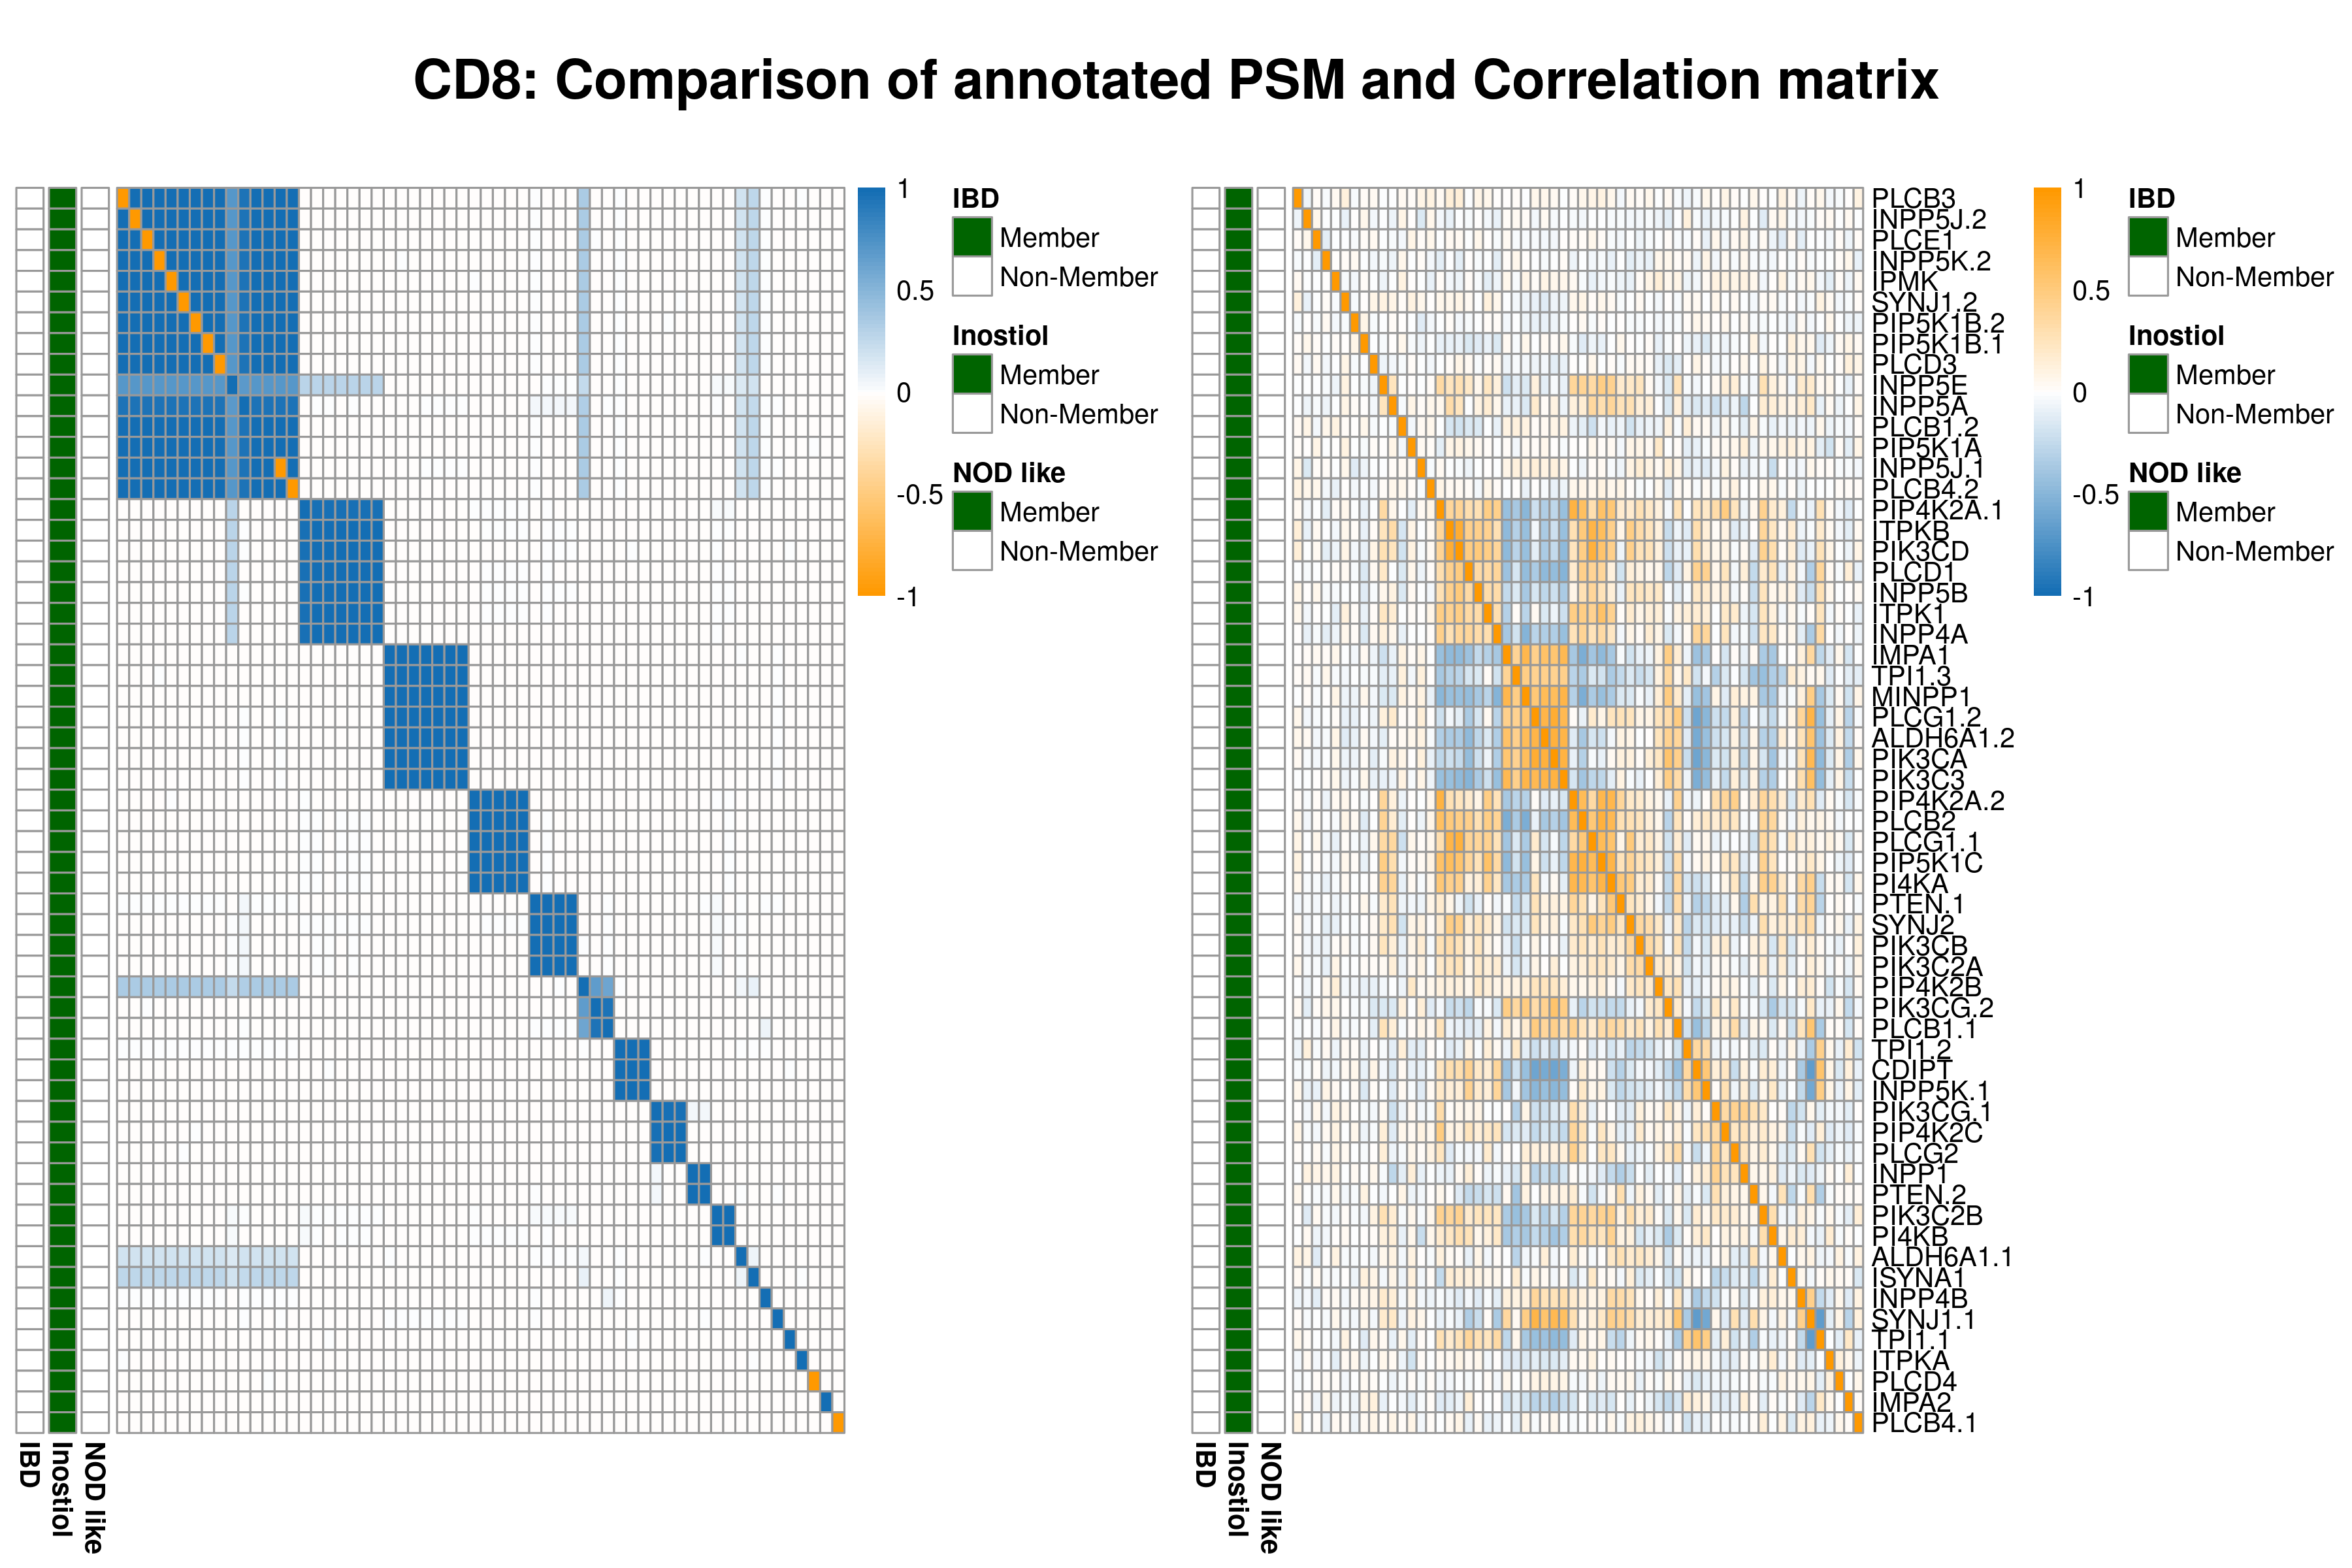 CD8: Comparison of annotated PSM and Correlation matrix
1
0.5
0
-0.5
-1
IBD
Member
Non-Member
Inostiol
Member
Non-Member
NOD like
Member
Non-Member
IBD
Inostiol
NOD like
PLCB3
INPP5J.2
PLCE1
INPP5K.2
IPMK
SYNJ1.2
PIP5K1B.2
PIP5K1B.1
PLCD3
INPP5E
INPP5A
PLCB1.2
PIP5K1A
INPP5J.1
PLCB4.2
PIP4K2A.1
ITPKB
PIK3CD
PLCD1
INPP5B
ITPK1
INPP4A
IMPA1
TPI1.3
MINPP1
PLCG1.2
ALDH6A1.2
PIK3CA
PIK3C3
PIP4K2A.2
PLCB2
PLCG1.1
PIP5K1C
PI4KA
PTEN.1
SYNJ2
PIK3CB
PIK3C2A
PIP4K2B
PIK3CG.2
PLCB1.1
TPI1.2
CDIPT
INPP5K.1
PIK3CG.1
PIP4K2C
PLCG2
INPP1
PTEN.2
PIK3C2B
PI4KB
ALDH6A1.1
ISYNA1
INPP4B
SYNJ1.1
TPI1.1
ITPKA
PLCD4
IMPA2
PLCB4.1
1
0.5
0
-0.5
-1
IBD
Member
Non-Member
Inostiol
Member
Non-Member
NOD like
Member
Non-Member
IBD
Inostiol
NOD like